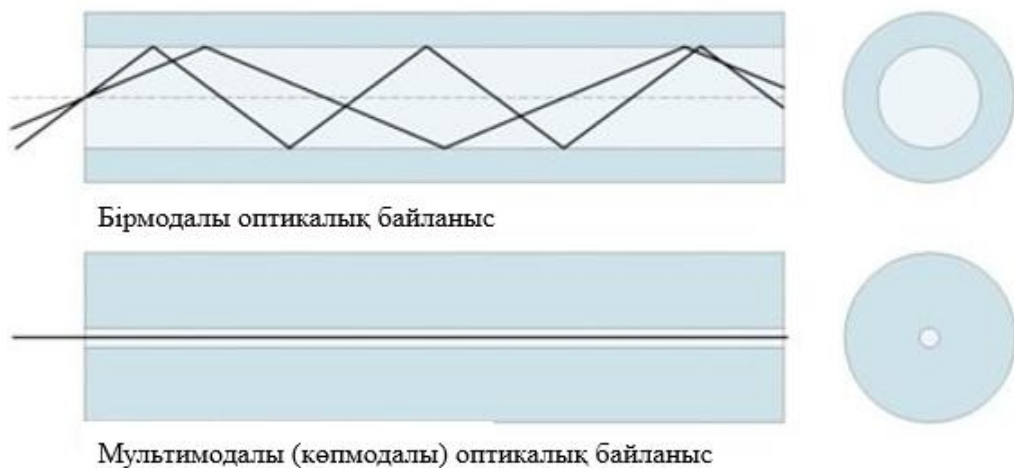 Бірмодалы оптикалық байланыс
Мультимодалы (көпмодалы) оптикалық байланыс